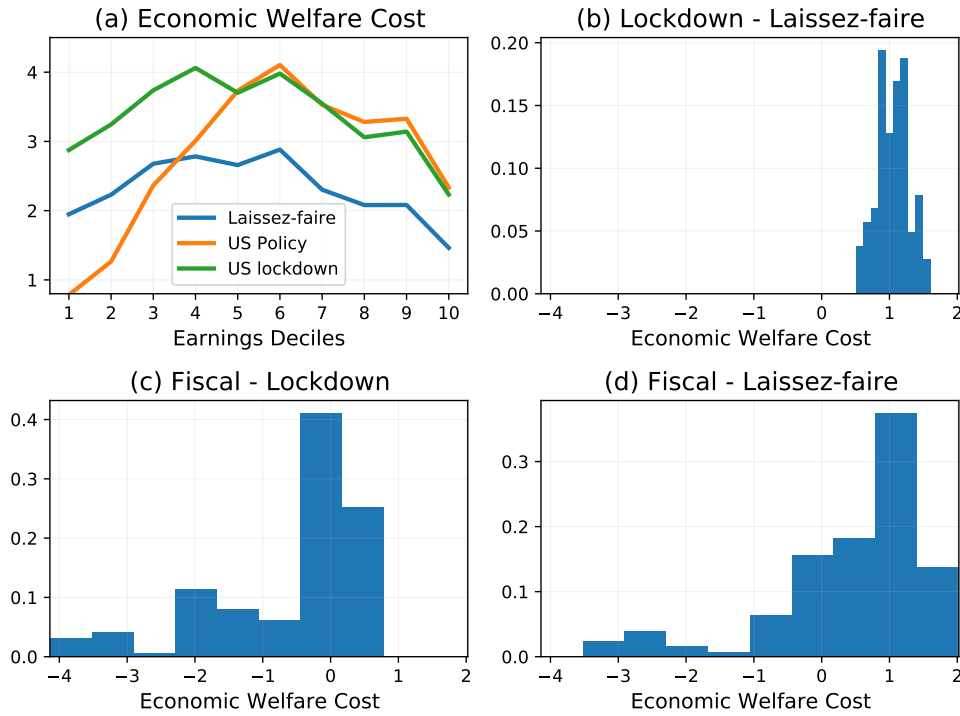 (a) Economic Welfare Cost
4
3
2
1
Laissez-faire
US Policy
US lockdown
1 2 3 4 5 6 7 8 9 10
Earnings Deciles
(b) Lockdown - Laissez-faire
0.20
0.15
0.10
0.05
0.00
−4 −3 −2 −1 0 1 2
Economic Welfare Cost
(c) Fiscal - Lockdown
0.4
0.3
0.2
0.1
0.0
−4 −3 −2 −1 0 1 2
Economic Welfare Cost
(d) Fiscal - Laissez-faire
0.3
0.2
0.1
0.0
−4 −3 −2 −1 0 1 2
Economic Welfare Cost